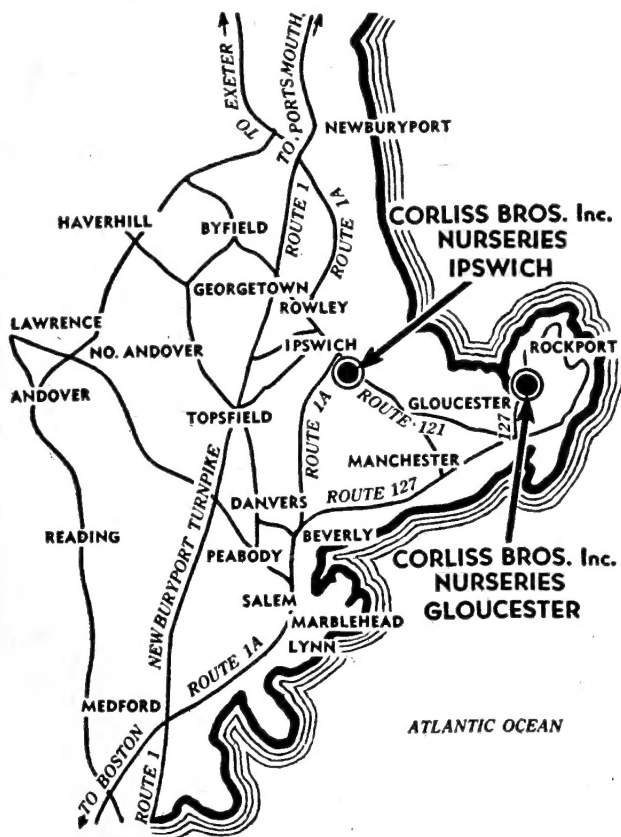 TO EXETER
TO PORTSMOUTH
NEWBURYPORT
ROUTE 1
ROUTE 1A
HAVERHILL
BYFIELD
CORLISS BROS. Inc.
NURSERIES
IPSWICH
GEORGETOWN
ROWLEY
LAWRENCE
NO. ANDOVER
IPSWICH
ROCKPORT
ANDOVER
TOPSFIELD
ROUTE 1A
ROUTE 121
GLOUCESTER
127
MANCHESTER
NEWBURYPORT TURNPIKE
DANVERS
ROUTE 127
READING
PEABODY
BEVERLY
CORLISS BROS. Inc.
NURSERIES
GLOUCESTER
SALEM
MARBLEHEAD
LYNN
ROUTE 1A
MEDFORD
ATLANTIC OCEAN
TO BOSTON
ROUTE 1